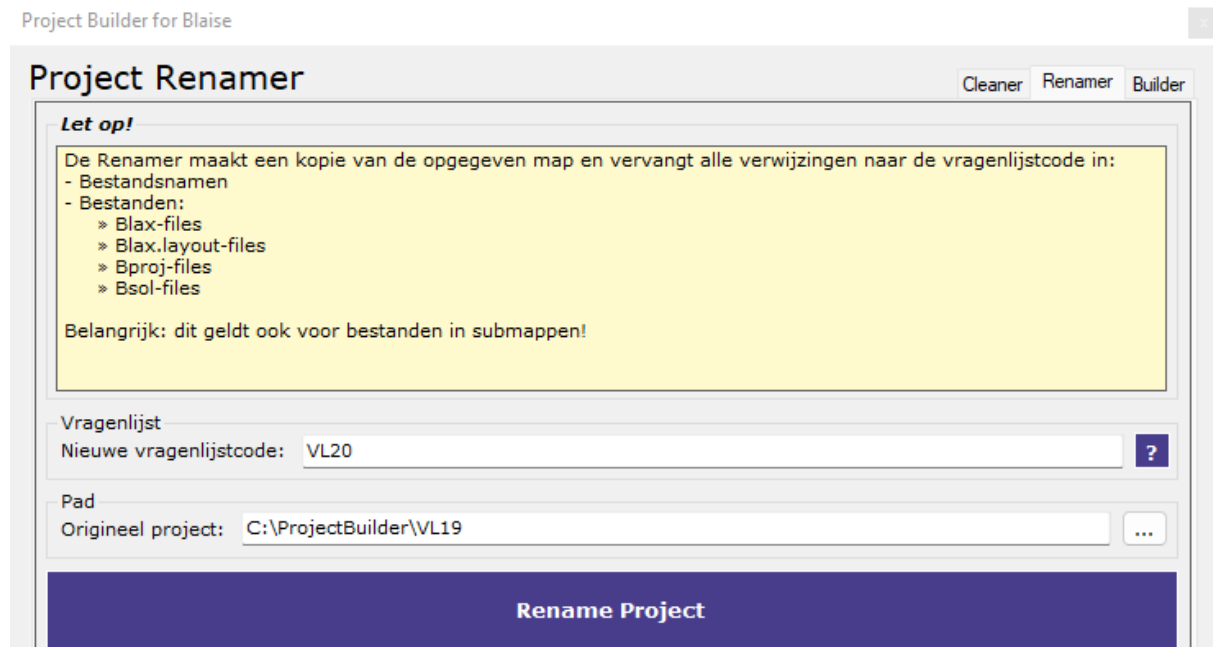 Project Builder for Blaise
x
Project Renamer
Cleaner Renamer Builder
Let op!
De Renamer maakt een kopie van de opgegeven map en vervangt alle verwijzingen naar de vragenlijstcode in:
- Bestandsnamen
- Bestanden:
» Blax-files
» Blax.layout-files
» Bproj-files
» Bsol-files
Belangrijk: dit geldt ook voor bestanden in submappen!
Vragenlijst
Nieuwe vragenlijstcode: VL20 ?
Pad
Origineel project: C:\ProjectBuilder\VL19 ...
Rename Project